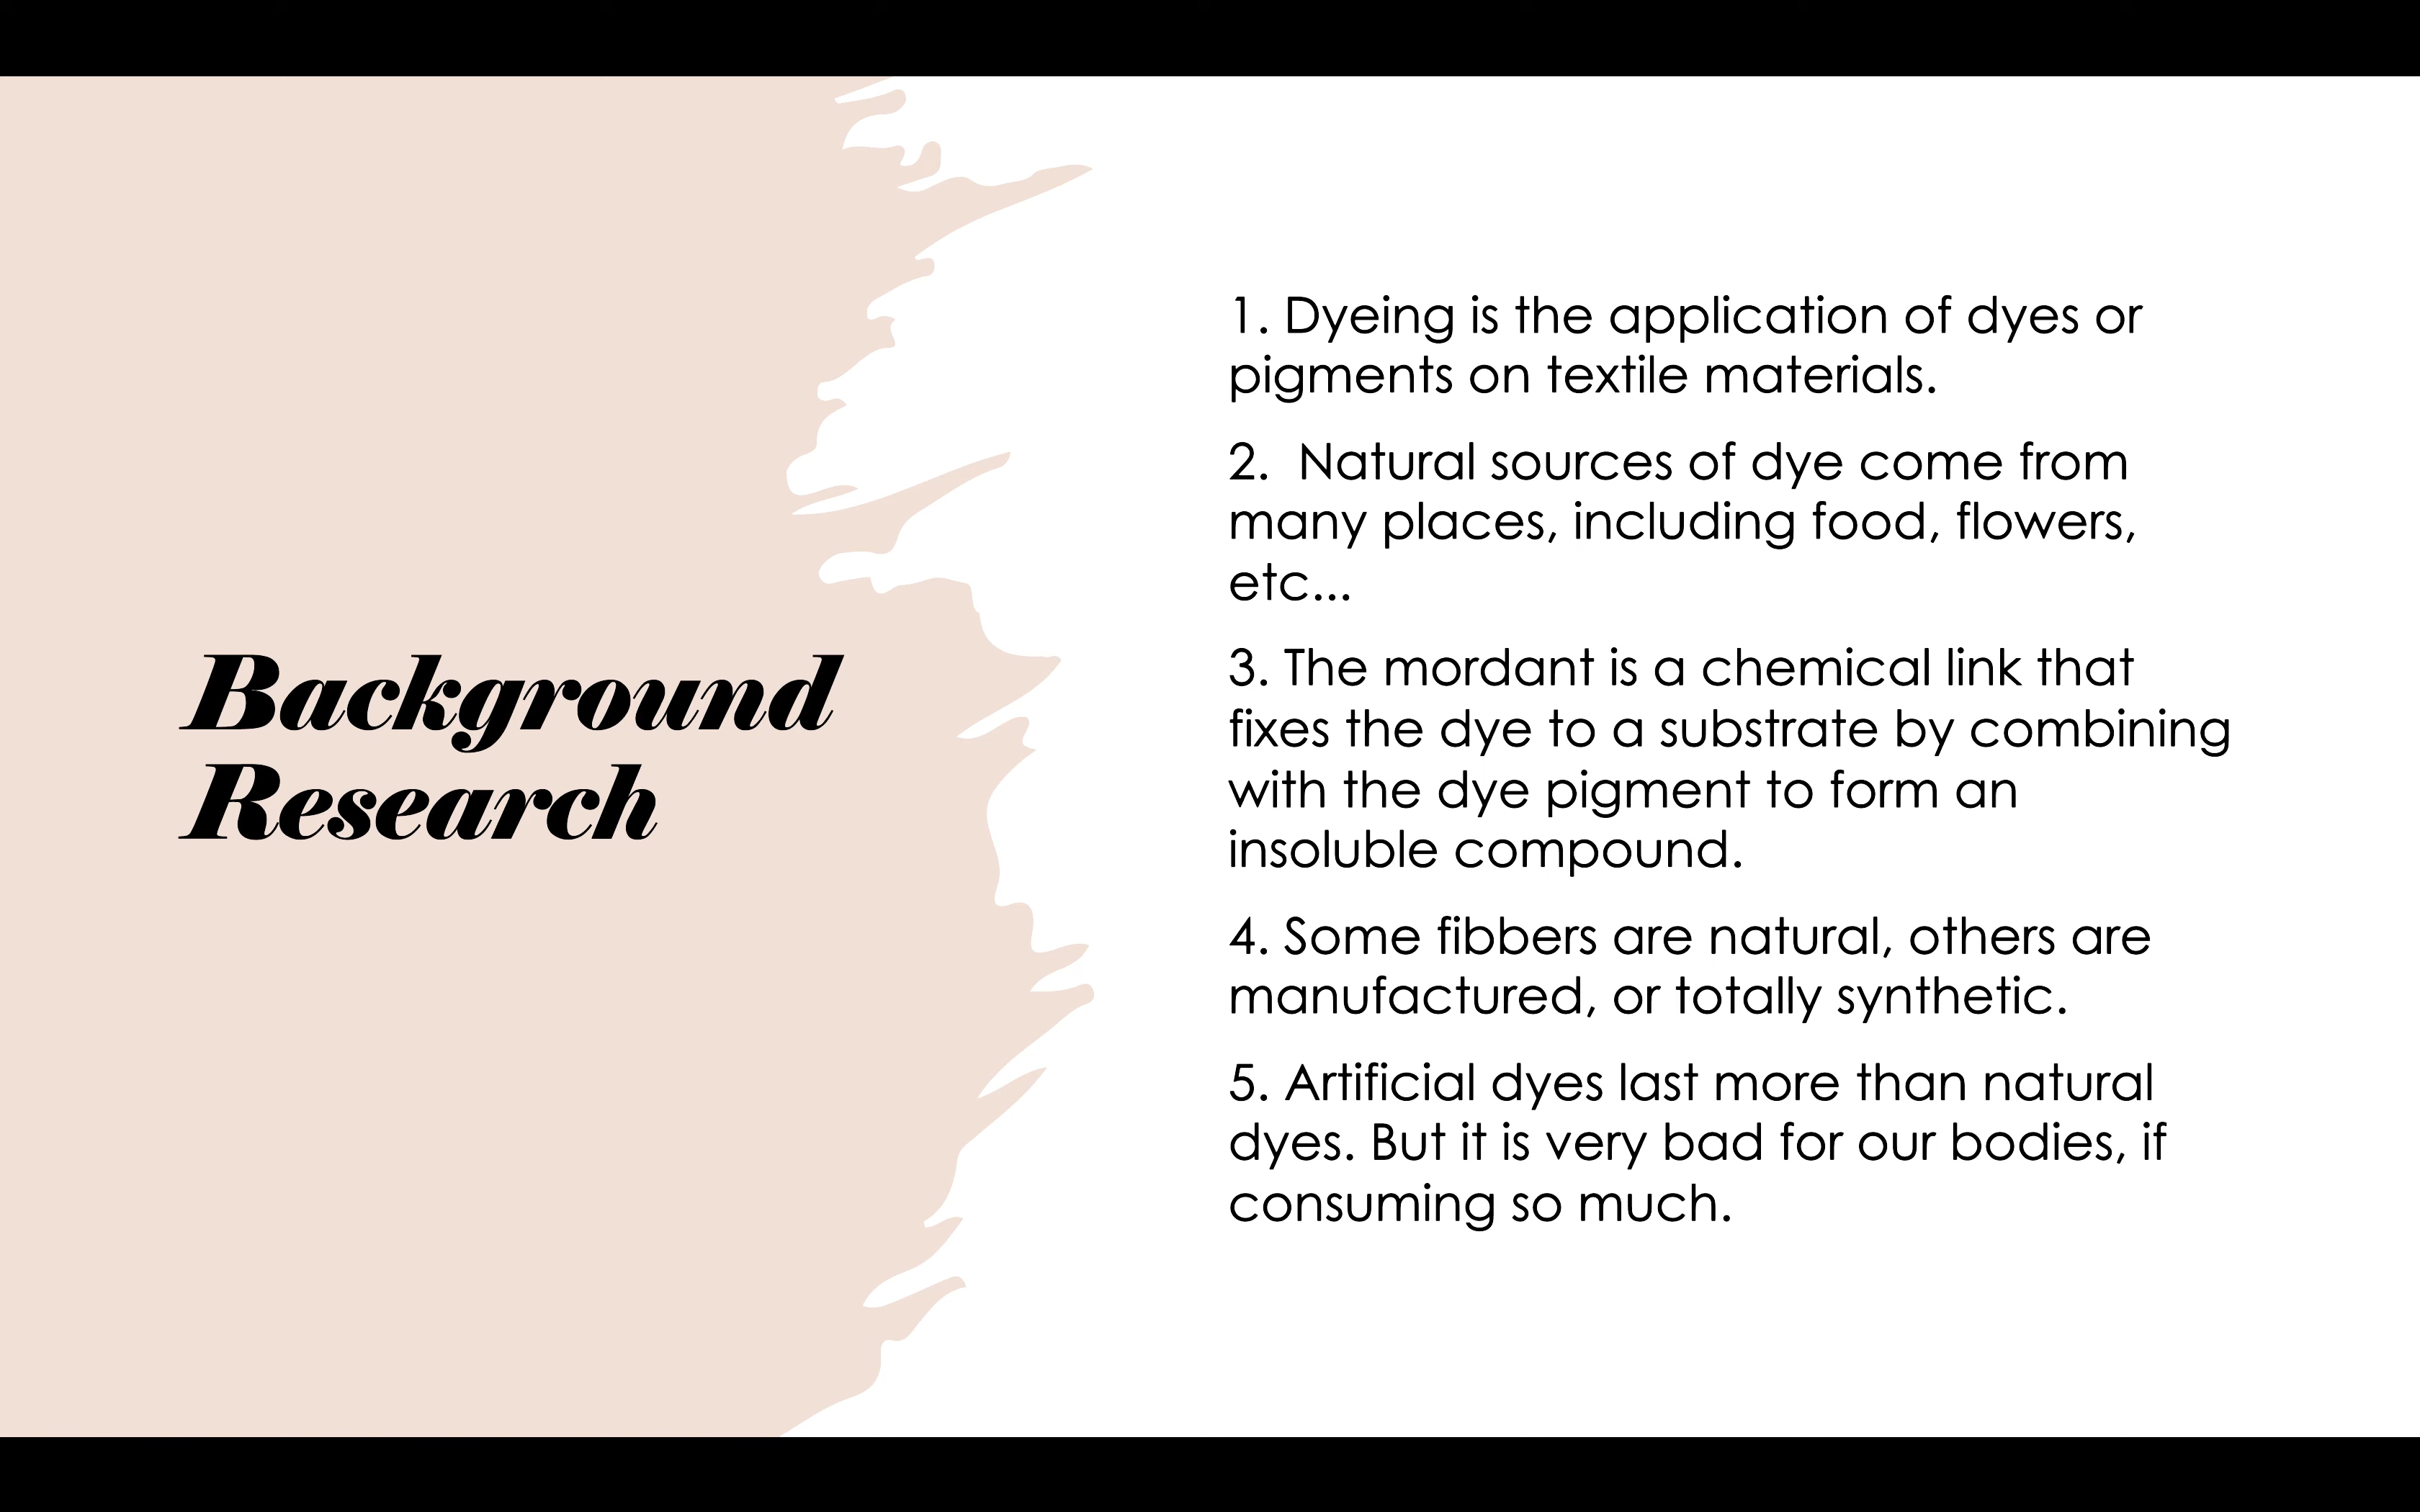 Background
Research
1. Dyeing is the application of dyes or
pigments on textile materials.
2.  Natural sources of dye come from
many places, including food, flowers,
etc...
3. The mordant is a chemical link that
fixes the dye to a substrate by combining
with the dye pigment to form an
insoluble compound.
4. Some fibbers are natural, others are
manufactured, or totally synthetic.
5. Artificial dyes last more than natural
dyes. But it is very bad for our bodies, if
consuming so much.